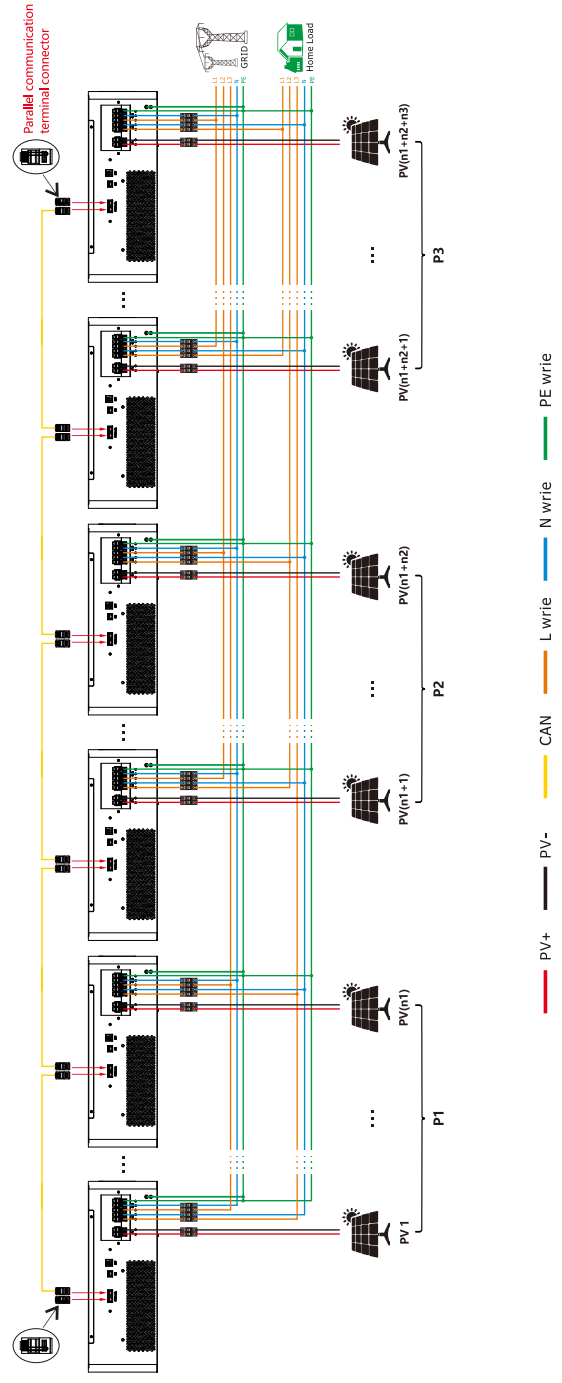 Parallel communication
terminal connector
GRID
Home Load
L1
L2
L3
N
PE
L1
L2
L3
N
PE
PV 1
...
PV(n1)
PV(n1+1)
...
PV(n1+n2)
PV(n1+n2+1)
...
PV(n1+n2+n3)
P1
P2
P3
PV+
PV-
CAN
L wrie
N wrie
PE wrie